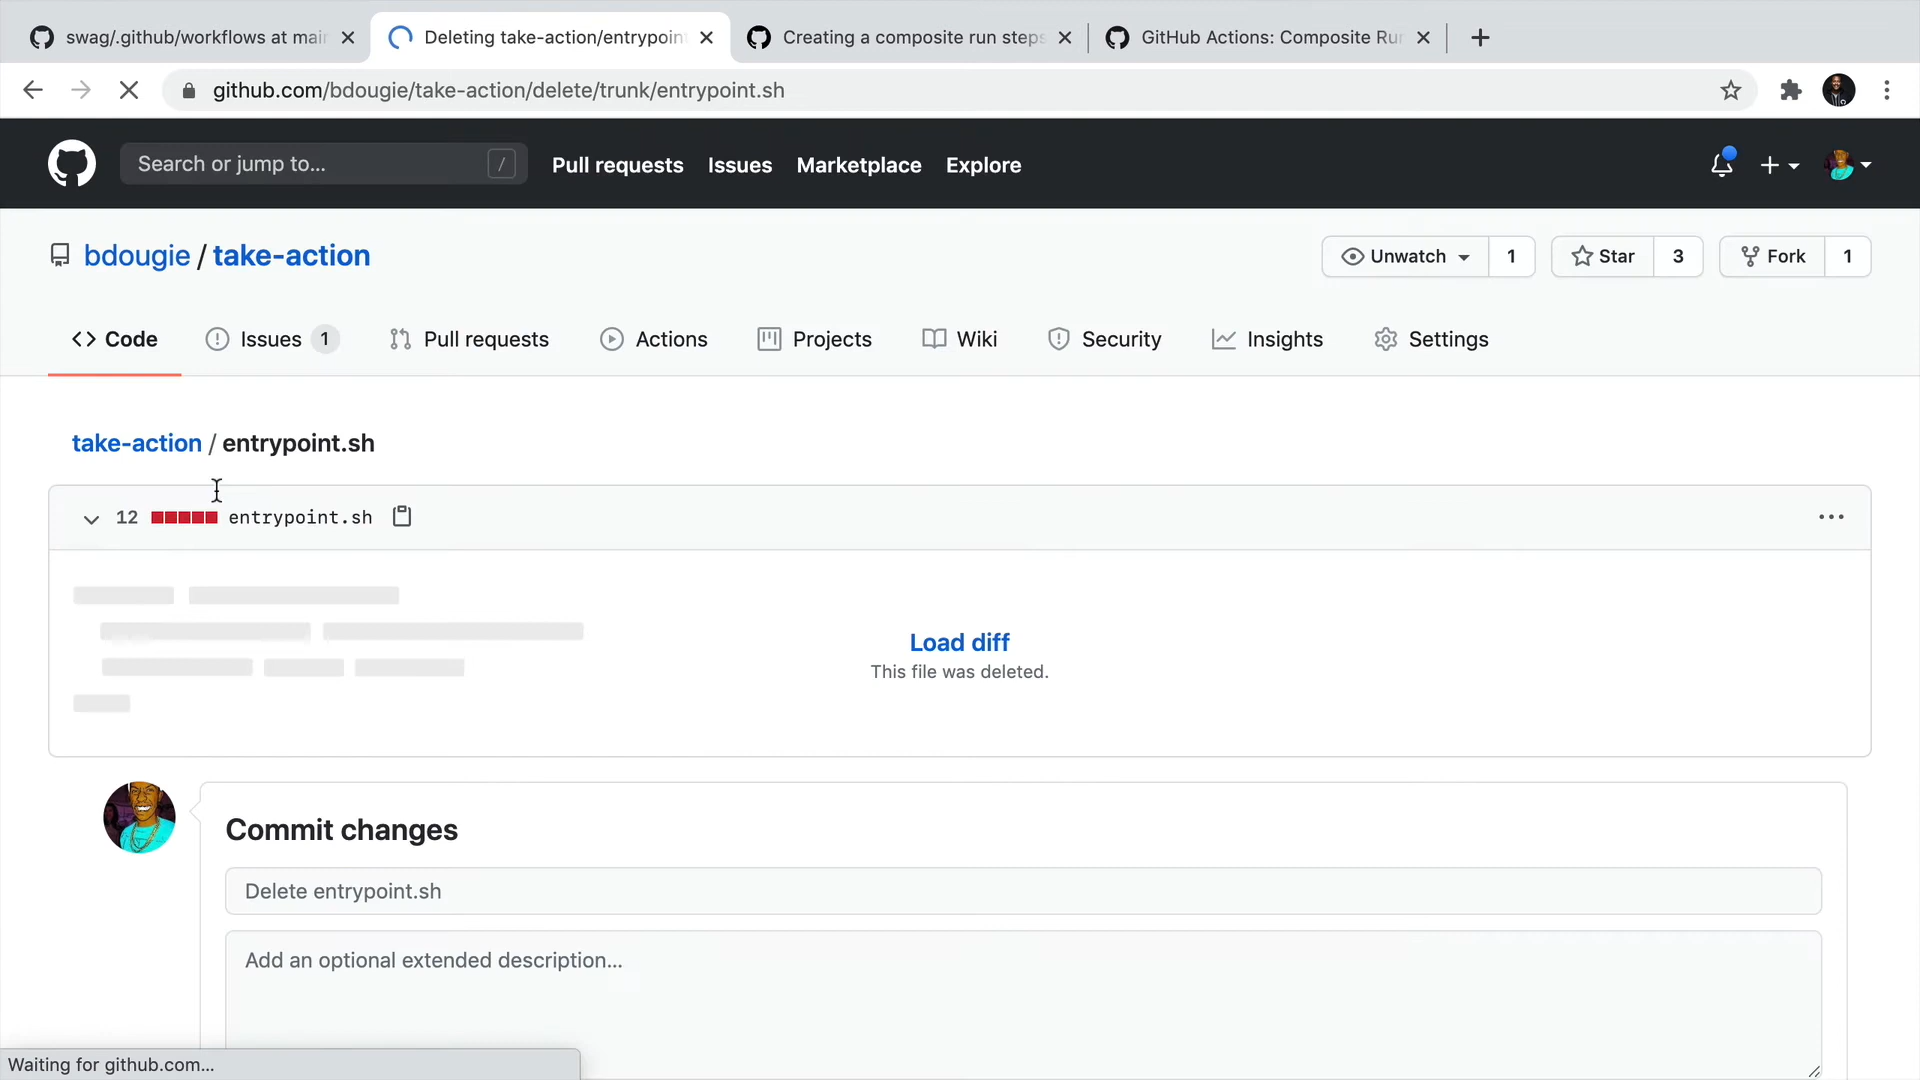 swag/.github/workflows at mai
Deleting take-action/entrypoin
Creating a composite run steps
GitHub Actions: Composite Ru
github.com/bdougie/take-action/delete/trunk/entrypoint.sh
Search or jump to... /
Pull requests Issues Marketplace Explore
bdougie / take-action
Unwatch 1 Star 3 Fork 1
Code Issues 1 Pull requests Actions Projects Wiki Security Insights Settings
take-action / entrypoint.sh
12 entrypoint.sh
Load diff
This file was deleted.
Commit changes
Delete entrypoint.sh
Add an optional extended description...
Waiting for github.com...